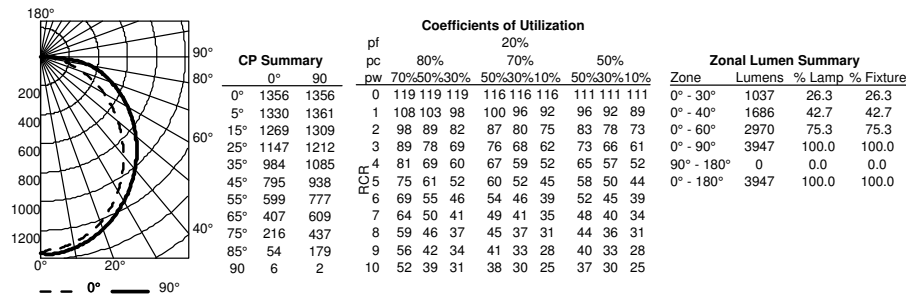 180°
90°
80°
60°
40°
200
400
600
800
1000
1200
0° 20°
0° 90°
CP Summary
0° 90
0° 1356 1356
5° 1330 1361
15° 1269 1309
25° 1147 1212
35° 984 1085
45° 795 938
55° 599 777
65° 407 609
75° 216 437
85° 54 179
90 6 2
Coefficients of Utilization
pf 20%
pc 80% 70% 50%
pw 70%50%30% 50%30%10% 50%30%10%
RCR
0 119 119 119 116 116 116 111 111 111
1 108 103 98 100 96 92 96 92 89
2 98 89 82 87 80 75 83 78 73
3 89 78 69 76 68 62 73 66 61
4 81 69 60 67 59 52 65 57 52
5 75 61 52 60 52 45 58 50 44
6 69 55 46 54 46 39 52 45 39
7 64 50 41 49 41 35 48 40 34
8 59 46 37 45 37 31 44 36 31
9 56 42 34 41 33 28 40 33 28
10 52 39 31 38 30 25 37 30 25
Zonal Lumen Summary
Zone Lumens % Lamp % Fixture
0° - 30° 1037 26.3 26.3
0° - 40° 1686 42.7 42.7
0° - 60° 2970 75.3 75.3
0° - 90° 3947 100.0 100.0
90° - 180° 0 0.0 0.0
0° - 180° 3947 100.0 100.0